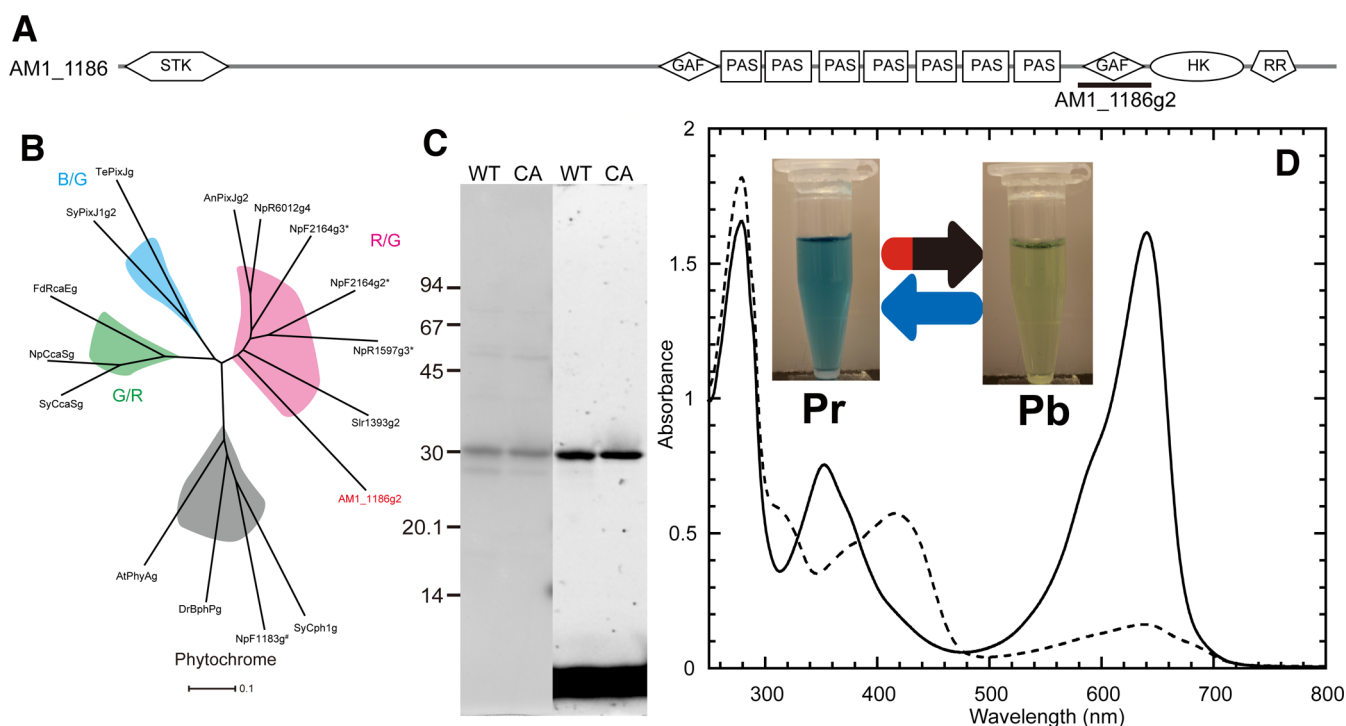 A
AM1_1186
STK
GAF
PAS
PAS
PAS
PAS
PAS
PAS
PAS
GAF
HK
RR
AM1_1186g2
B
B/G
TePixJg
SyPixJ1g2
AnPixJg2
NpR6012g4
NpF2164g3*
R/G
NpF2164g2*
NpR1597g3*
Slr1393g2
AM1_1186g2
FdRcaEg
NpCcaSg
SyCcaSg
G/R
AtPhyAg
DrBphPg
NpF1183g#
SyCph1g
Phytochrome
0.1
C
WT CA WT CA
94
67
45
30
20.1
14
D
2
1.5
1
0.5
0
Absorbance
Pr
Pb
300 400 500 600 700 800
Wavelength (nm)